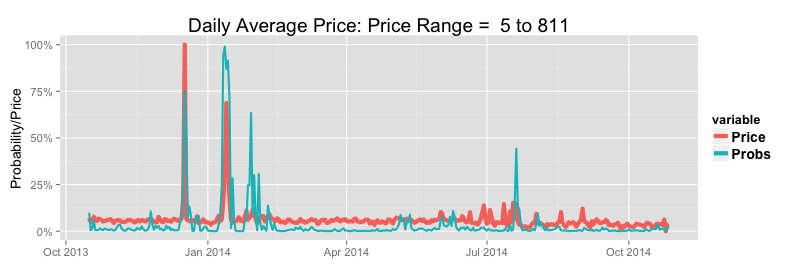 Daily Average Price: Price Range =  5 to 811
Probability/Price
100%
75%
50%
25%
0%
Oct 2013
Jan 2014
Apr 2014
Jul 2014
Oct 2014
variable
Price
Probs